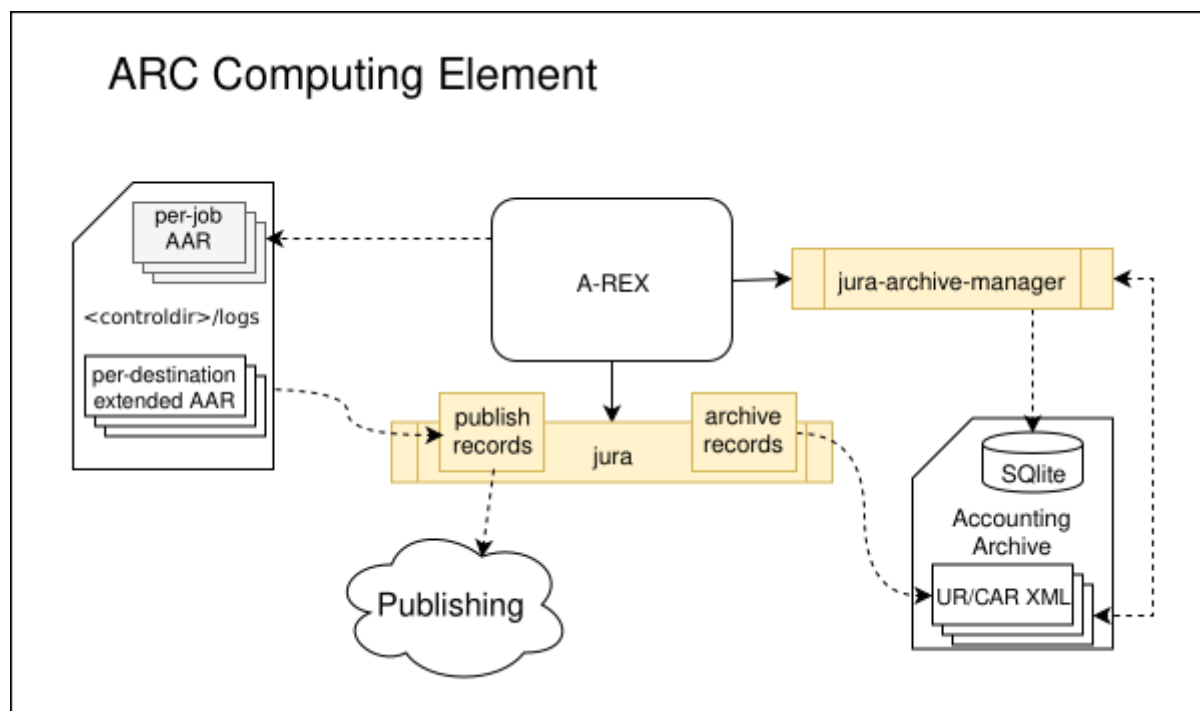 ARC Computing Element
per-job
AAR
<controldir>/logs
per-destination
extended AAR
A-REX
jura-archive-manager
publish
records
jura
archive
records
Publishing
SQlite
Accounting
Archive
UR/CAR XML